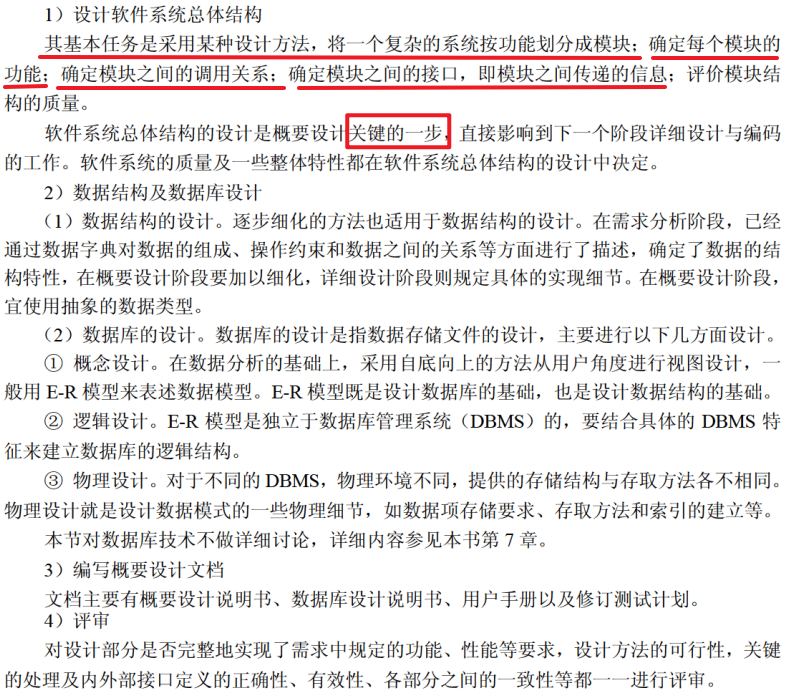 1）设计软件系统总体结构
其基本任务是采用某种设计方法，将一个复杂的系统按功能划分成模块；确定每个模块的
功能；确定模块之间的调用关系；确定模块之间的接口，即模块之间传递的信息；评价模块结
构的质量。
软件系统总体结构的设计是概要设计关键的一步，直接影响到下一个阶段详细设计与编码
的工作。软件系统的质量及一些整体特性都在软件系统总体结构的设计中决定。
2）数据结构及数据库设计
（1）数据结构的设计。逐步细化的方法也适用于数据结构的设计。在需求分析阶段，已经
通过数据字典对数据的组成、操作约束和数据之间的关系等方面进行了描述，确定了数据的结
构特性，在概要设计阶段要加以细化，详细设计阶段则规定具体的实现细节。在概要设计阶段，
宜使用抽象的数据类型。
（2）数据库的设计。数据库的设计是指数据存储文件的设计，主要进行以下几方面设计。
① 概念设计。在数据分析的基础上，采用自底向上的方法从用户角度进行视图设计，一
般用 E-R 模型来表述数据模型。E-R 模型既是设计数据库的基础，也是设计数据结构的基础。
② 逻辑设计。E-R 模型是独立于数据库管理系统（DBMS）的，要结合具体的 DBMS 特
征来建立数据库的逻辑结构。
③ 物理设计。对于不同的 DBMS，物理环境不同，提供的存储结构与存取方法各不相同。
物理设计就是设计数据模式的一些物理细节，如数据项存储要求、存取方法和索引的建立等。
本节对数据库技术不做详细讨论，详细内容参见本书第 7 章。
3）编写概要设计文档
文档主要有概要设计说明书、数据库设计说明书、用户手册以及修订测试计划。
4）评审
对设计部分是否完整地实现了需求中规定的功能、性能等要求，设计方法的可行性，关键
的处理及内外部接口定义的正确性、有效性、各部分之间的一致性等都一一进行评审。